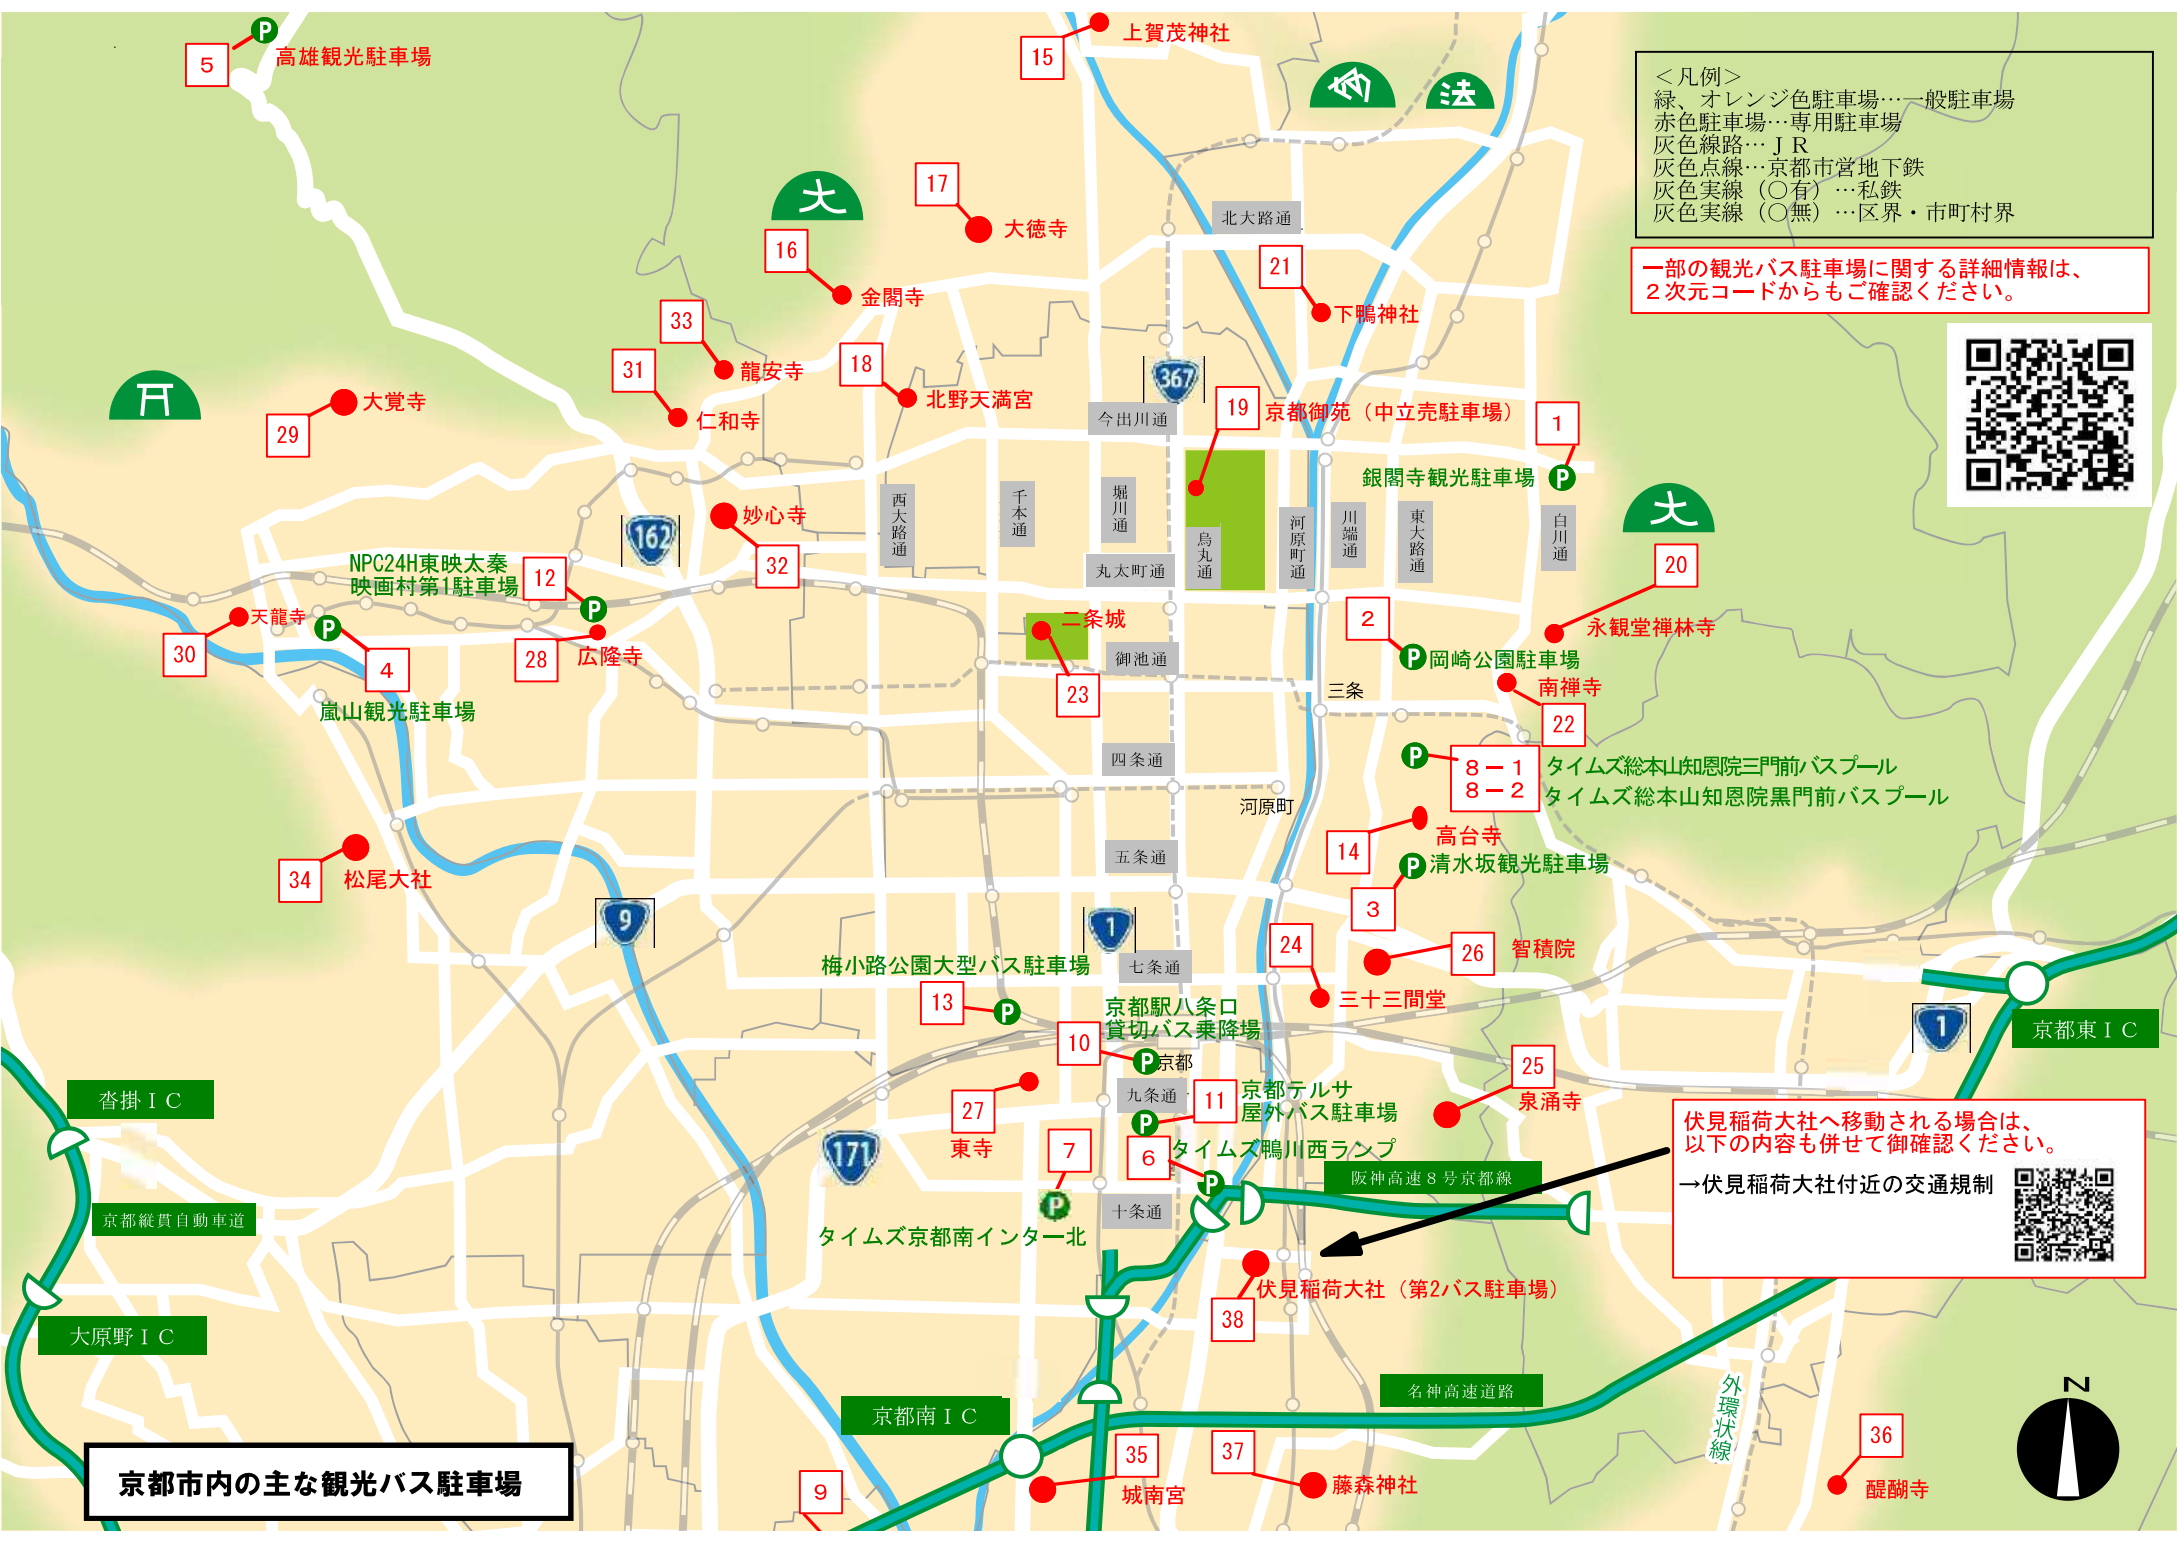 5
高雄観光駐車場
15
上賀茂神社
妙
法
＜凡例＞
緑、オレンジ色駐車場…一般駐車場
赤色駐車場…専用駐車場
灰色線路…ＪＲ
灰色点線…京都市営地下鉄
灰色実線（○有）…私鉄
灰色実線（○無）…区界・市町村界
一部の観光バス駐車場に関する詳細情報は、
２次元コードからもご確認ください。
17
大徳寺
大
16
金閣寺
北大路通
21
下鴨神社
33
龍安寺
31
仁和寺
18
北野天満宮
367
今出川通
19
京都御苑（中立売駐車場）
1
銀閣寺観光駐車場
29
大覚寺
162
妙心寺
32
西大路通
千本通
堀川通
烏丸通
河原町通
川端通
東大路通
白川通
丸太町通
大
20
永観堂禅林寺
NPC24H東映太秦
映画村第1駐車場
12
天龍寺
30
4
嵐山観光駐車場
28
広隆寺
二条城
23
御池通
2
岡崎公園駐車場
南禅寺
22
三条
四条通
8－1
8－2
タイムズ総本山知恩院三門前バスプール
タイムズ総本山知恩院黒門前バスプール
河原町
高台寺
14
清水坂観光駐車場
3
五条通
34
松尾大社
9
1
24
三十三間堂
26
智積院
七条通
梅小路公園大型バス駐車場
13
京都駅八条口
貸切バス乗降場
10
京都
1
京都東ＩＣ
25
泉涌寺
九条通
11
京都テルサ
屋外バス駐車場
27
東寺
沓掛ＩＣ
171
7
タイムズ京都南インター北
6
タイムズ鴨川西ランプ
阪神高速８号京都線
十条通
京都縦貫自動車道
伏見稲荷大社へ移動される場合は、
以下の内容も併せて御確認ください。
→伏見稲荷大社付近の交通規制
伏見稲荷大社（第2バス駐車場）
38
大原野ＩＣ
名神高速道路
外環状線
京都南ＩＣ
35
城南宮
37
藤森神社
36
醍醐寺
9
N
京都市内の主な観光バス駐車場